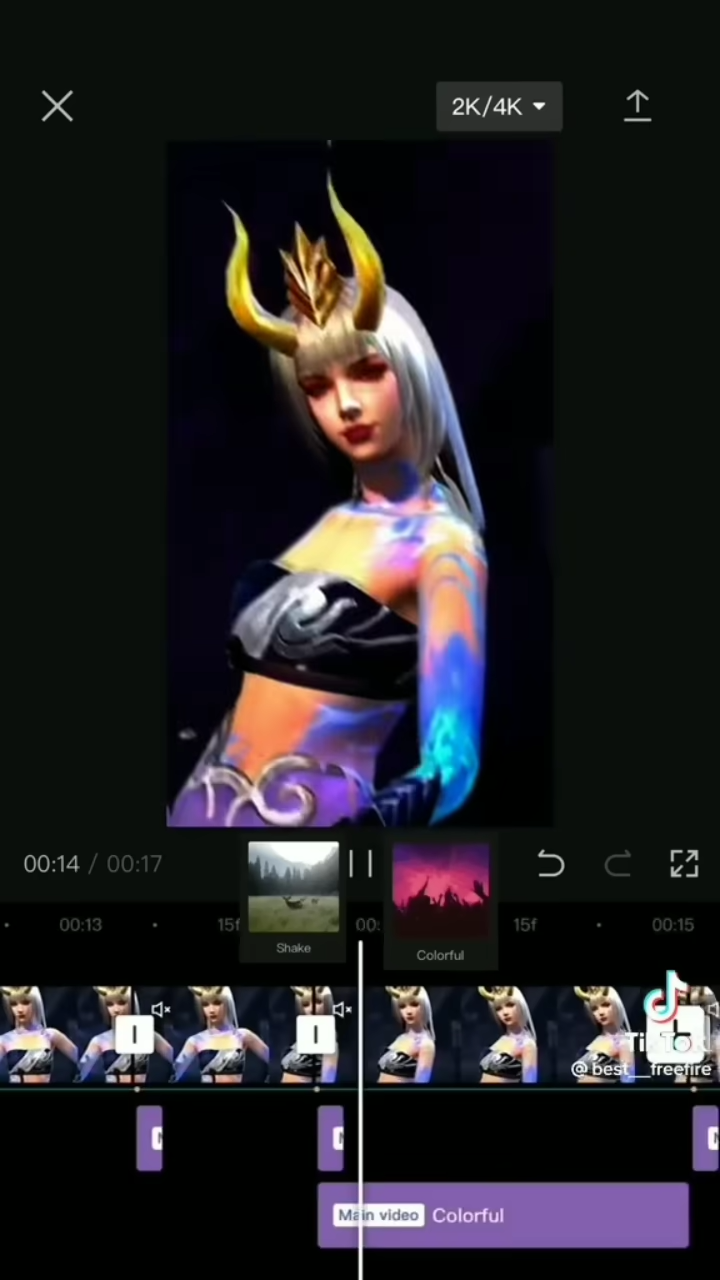 2K/4K
00:14 / 00:17
Shake
Colorful
00:13
15f
00:
15f
00:15
TikTok
@best__freefire
Main video Colorful